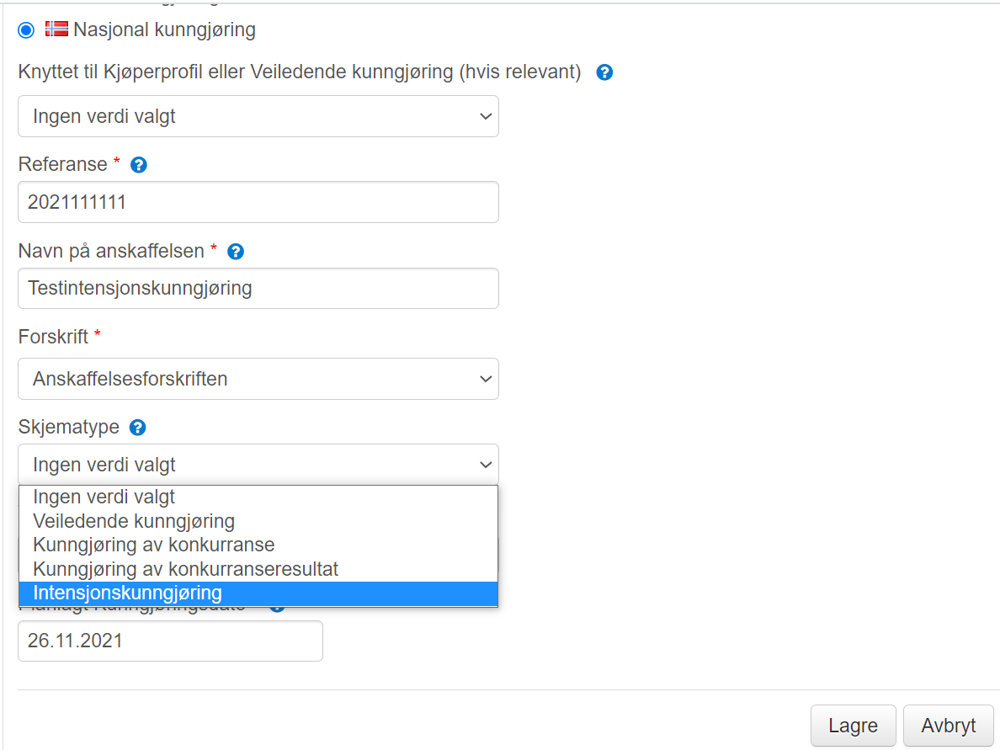 Nasjonal kunngjøring
Knyttet til Kjøperprofil eller Veiledende kunngjøring (hvis relevant) ?
Ingen verdi valgt
Referanse * ?
2021111111
Navn på anskaffelsen * ?
Testintensjonskunngjøring
Forskrift *
Anskaffelsesforskriften
Skjematype ?
Ingen verdi valgt
Ingen verdi valgt
Veiledende kunngjøring
Kunngjøring av konkurranse
Kunngjøring av konkurranseresultat
Intensjonskunngjøring
26.11.2021
Lagre Avbryt